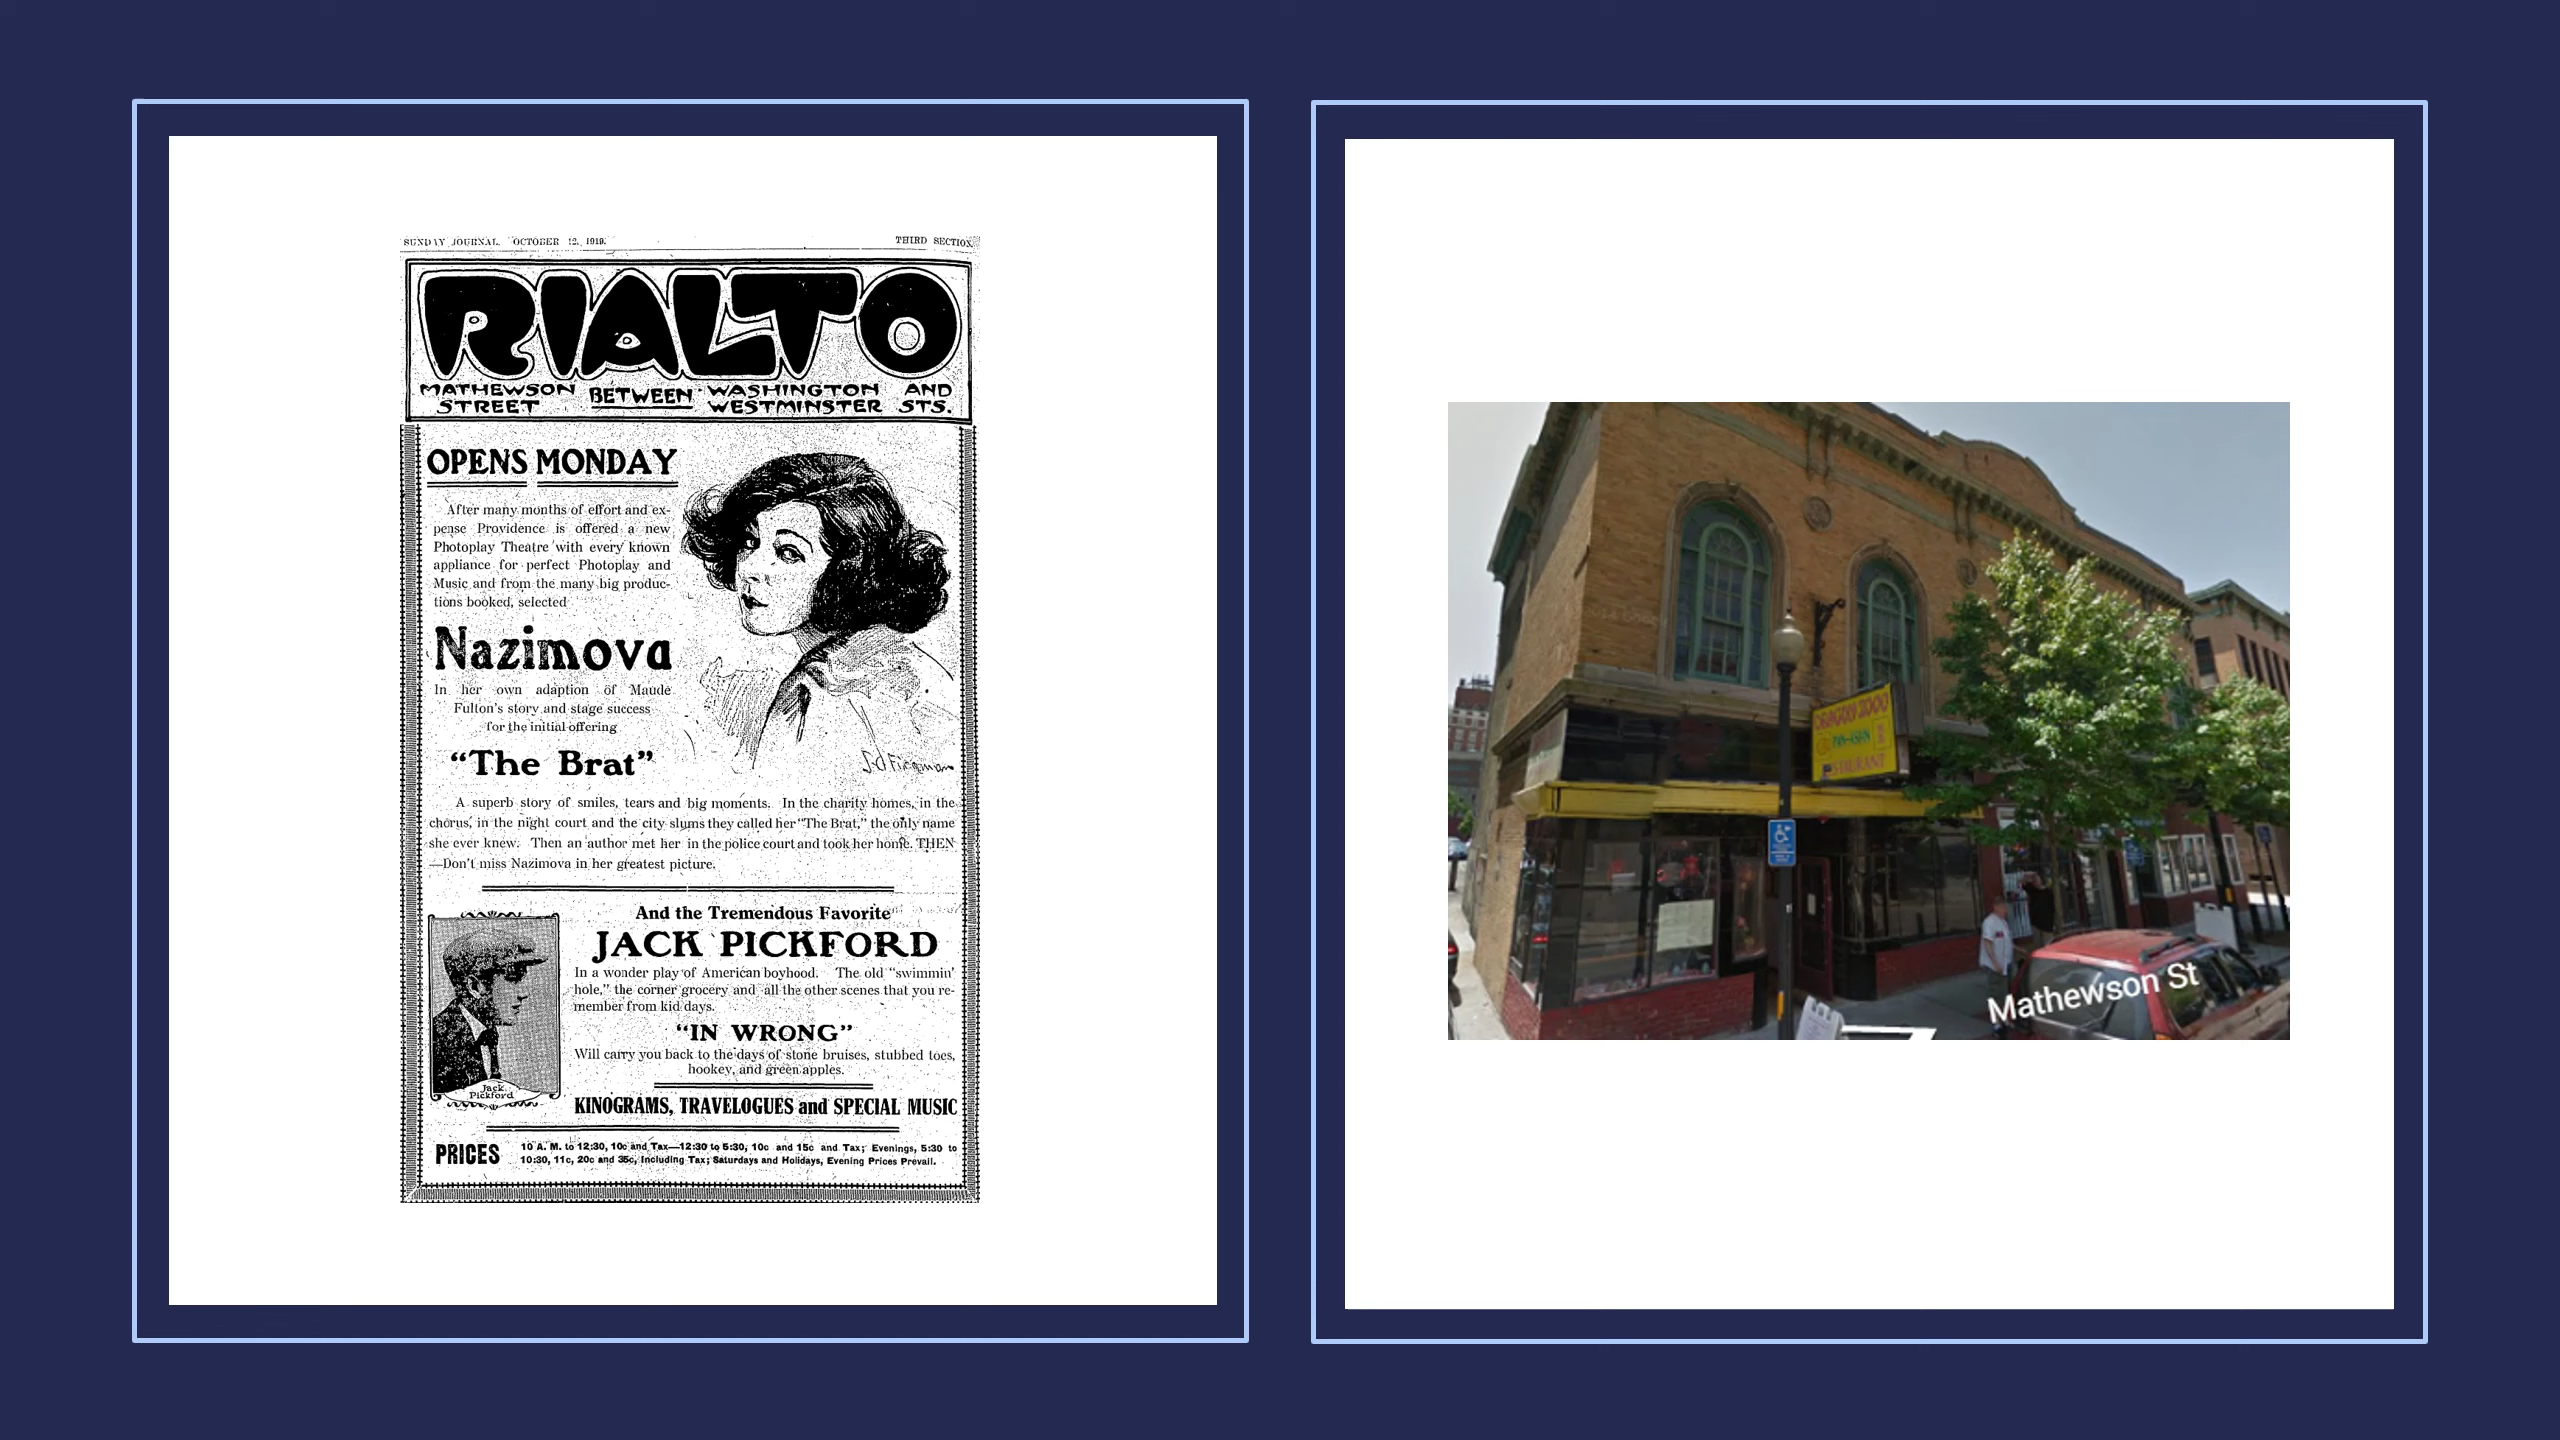 SUNDAY JOURNAL. OCTOBER 12, 1919. THIRD SECTION.
RIALTO
MATHEWSON STREET BETWEEN WASHINGTON AND WESTMINSTER STS.
OPENS MONDAY
After many months of effort and ex-
pense Providence is offered a new
Photoplay Theatre with every known
appliance for perfect Photoplay and
Music and from the many big produc-
tions booked, selected
Nazimova
In her own adaption of Maude
Fulton's story and stage success
for the initial offering
"The Brat"
A superb story of smiles, tears and big moments. In the charity homes, in the
chorus, in the night court and the city slums they called her "The Brat," the only name
she ever knew. Then an author met her in the police court and took her home. THEN
—Don't miss Nazimova in her greatest picture.
And the Tremendous Favorite
JACK PICKFORD
In a wonder play of American boyhood. The old "swimmin'
hole," the corner grocery and all the other scenes that you re-
member from kid days.
"IN WRONG"
Will carry you back to the days of stone bruises, stubbed toes,
hookey, and green apples.
Jack
Pickford
KINOGRAMS, TRAVELOGUES and SPECIAL MUSIC
PRICES
10 A. M. to 12:30, 10c and Tax—12:30 to 5:30, 10c and 15c and Tax; Evenings, 5:30 to
10:30, 11c, 20c and 35c, Including Tax; Saturdays and Holidays, Evening Prices Prevail.
2000
PAN-ASIAN
Mathewson St